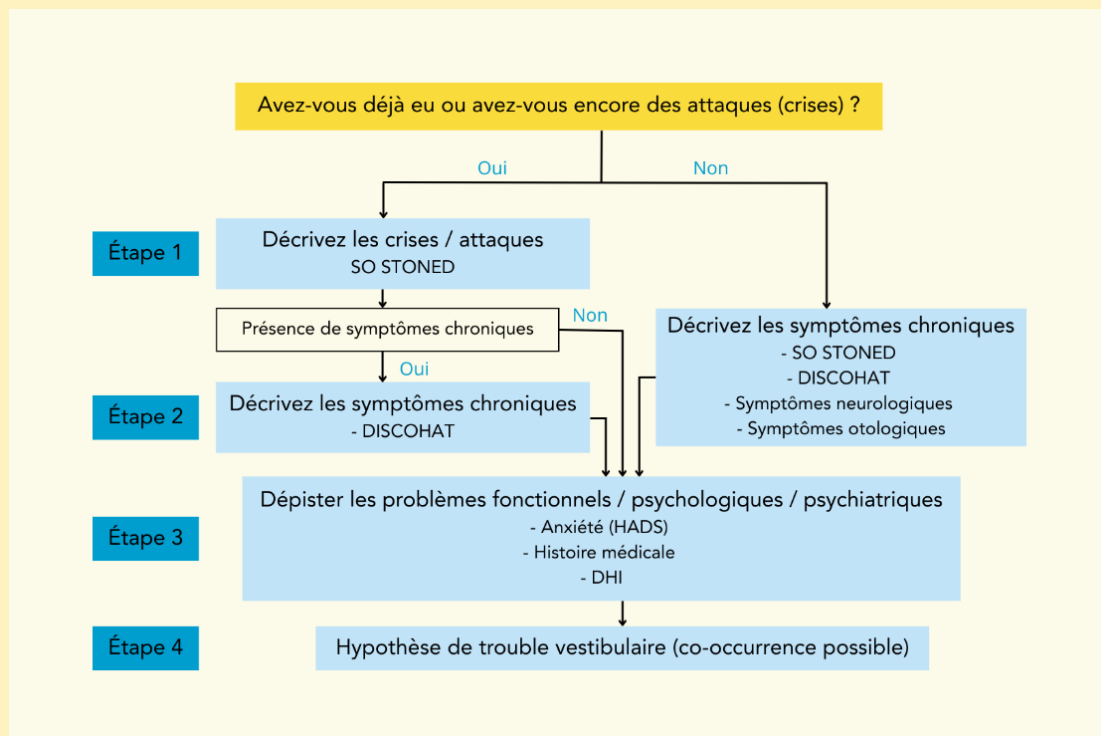 Avez-vous déjà eu ou avez-vous encore des attaques (crises) ?
Oui
Non
Étape 1
Décrivez les crises / attaques
SO STONED
Présence de symptômes chroniques
Non
Oui
Décrivez les symptômes chroniques
- SO STONED
- DISCOHAT
- Symptômes neurologiques
- Symptômes otologiques
Étape 2
Décrivez les symptômes chroniques
- DISCOHAT
Étape 3
Dépister les problèmes fonctionnels / psychologiques / psychiatriques
- Anxiété (HADS)
- Histoire médicale
- DHI
Étape 4
Hypothèse de trouble vestibulaire (co-occurrence possible)